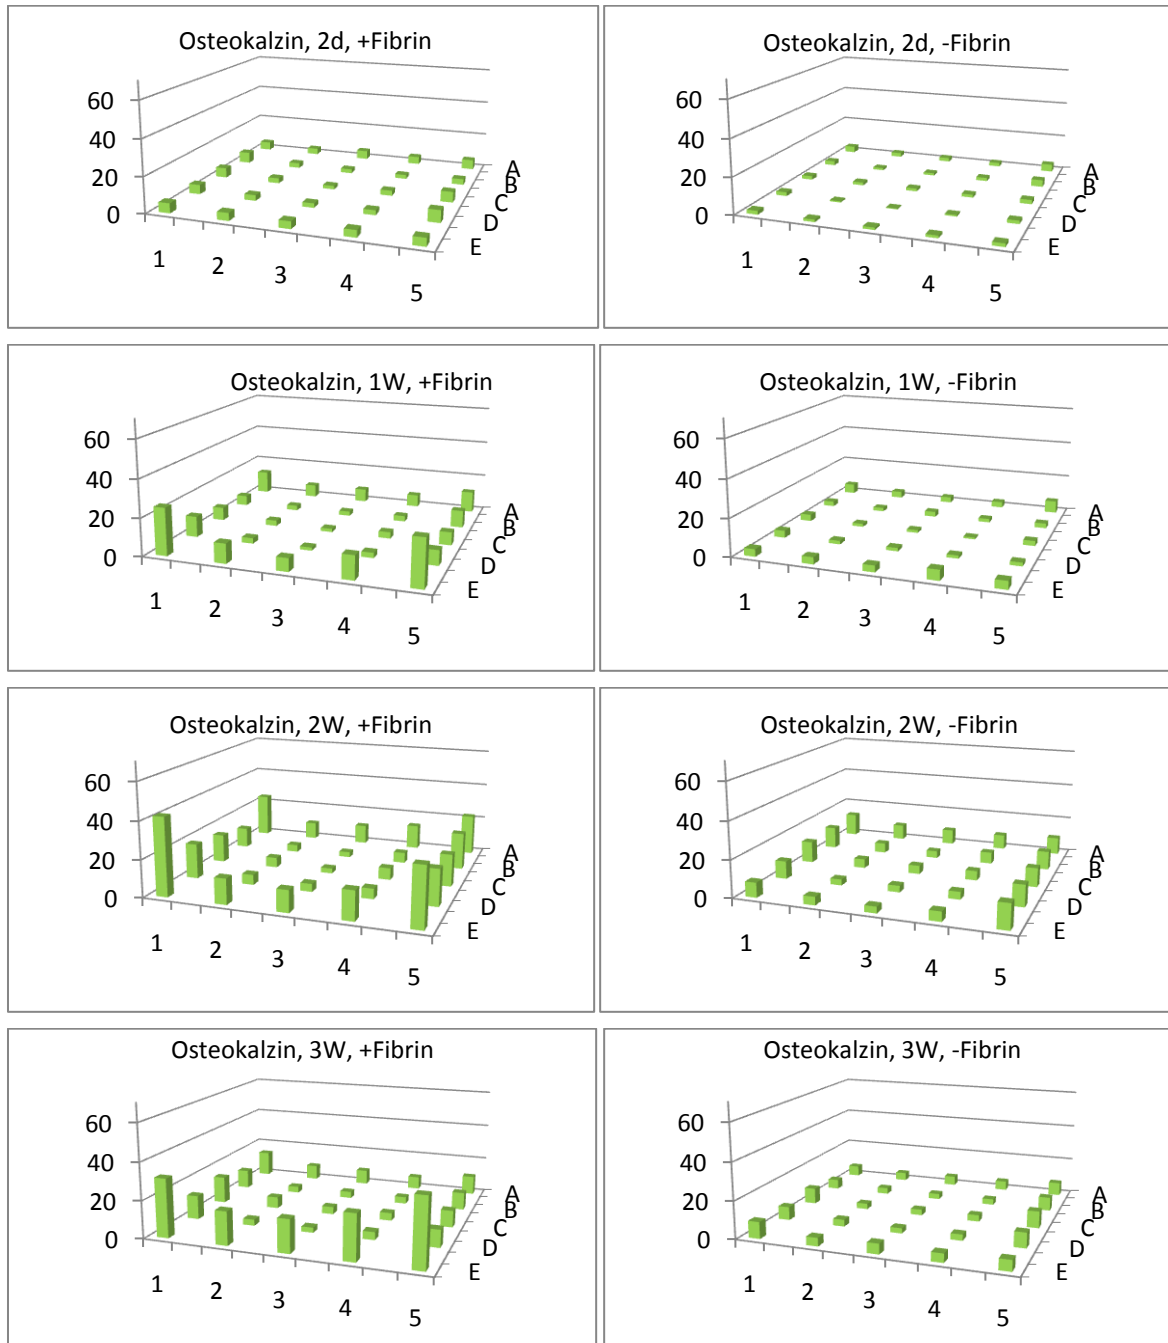 Osteokalzin, 2d, +Fibrin
60
40
20
0
1 2 3 4 5
A
B
C
D
E
Osteokalzin, 2d, -Fibrin
60
40
20
0
1 2 3 4 5
A
B
C
D
E
Osteokalzin, 1W, +Fibrin
60
40
20
0
1 2 3 4 5
A
B
C
D
E
Osteokalzin, 1W, -Fibrin
60
40
20
0
1 2 3 4 5
A
B
C
D
E
Osteokalzin, 2W, +Fibrin
60
40
20
0
1 2 3 4 5
A
B
C
D
E
Osteokalzin, 2W, -Fibrin
60
40
20
0
1 2 3 4 5
A
B
C
D
E
Osteokalzin, 3W, +Fibrin
60
40
20
0
1 2 3 4 5
A
B
C
D
E
Osteokalzin, 3W, -Fibrin
60
40
20
0
1 2 3 4 5
A
B
C
D
E